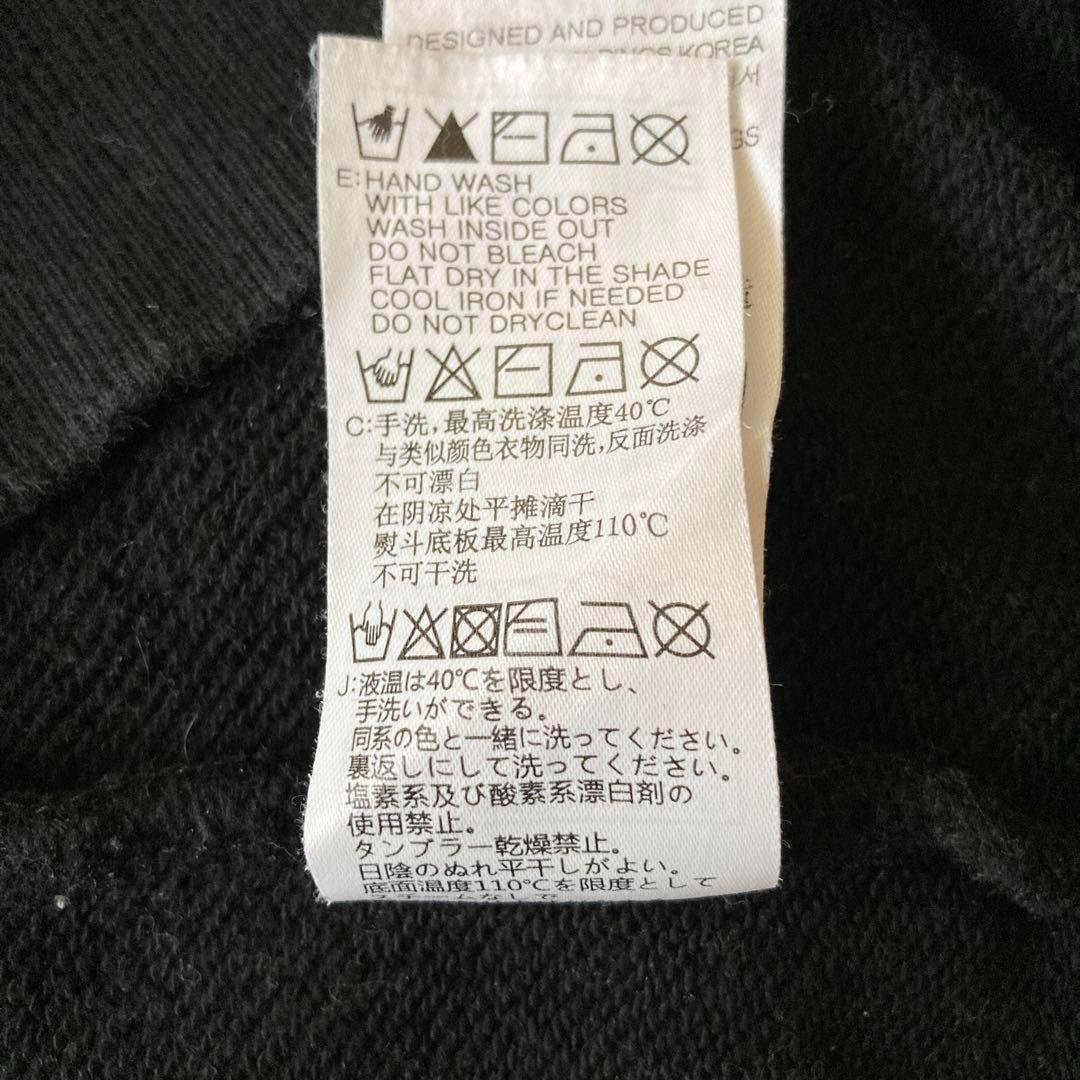 DESIGNED AND PRODUCED
KOREA
서
GS
E: HAND WASH
WITH LIKE COLORS
WASH INSIDE OUT
DO NOT BLEACH
FLAT DRY IN THE SHADE
COOL IRON IF NEEDED
DO NOT DRYCLEAN
C: 手洗,最高洗涤温度40℃
与类似颜色衣物同洗,反面洗涤
不可漂白
在阴凉处平摊滴干
熨斗底板最高温度110℃
不可干洗
J: 液温は40℃を限度とし、
手洗いができる。
同系の色と一緒に洗ってください。
裏返しにして洗ってください。
塩素系及び酸素系漂白剤の
使用禁止。
タンブラー乾燥禁止。
日陰のぬれ平干しがよい。
底面温度110℃を限度として
スチームなしで